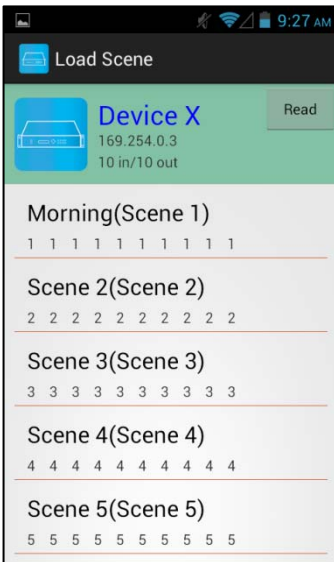 9:27 AM
Load Scene
Device X
Read
169.254.0.3
10 in/10 out
Morning(Scene 1)
1 1 1 1 1 1 1 1 1 1
Scene 2(Scene 2)
2 2 2 2 2 2 2 2 2 2
Scene 3(Scene 3)
3 3 3 3 3 3 3 3 3 3
Scene 4(Scene 4)
4 4 4 4 4 4 4 4 4 4
Scene 5(Scene 5)
5 5 5 5 5 5 5 5 5 5